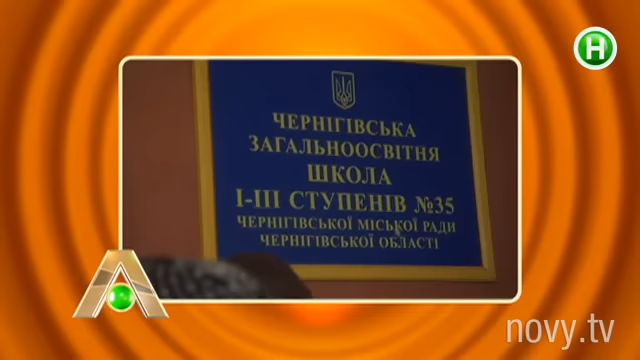 Н
ЧЕРНІГІВСЬКА
ЗАГАЛЬНООСВІТНЯ
ШКОЛА
І-ІІІ СТУПЕНІВ №35
ЧЕРНІГІВСЬКОЇ МІСЬКОЇ РАДИ
ЧЕРНІГІВСЬКОЇ ОБЛАСТІ
novy.tv